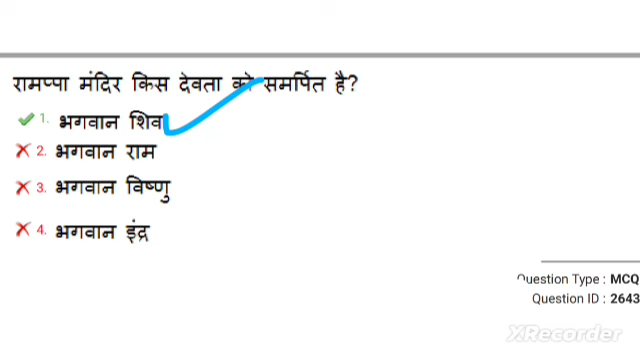 रामप्पा मंदिर किस देवता को समर्पित है?
1. भगवान शिव
2. भगवान राम
3. भगवान विष्णु
4. भगवान इंद्र
Question Type : MCQ
Question ID : 2643
XRecorder